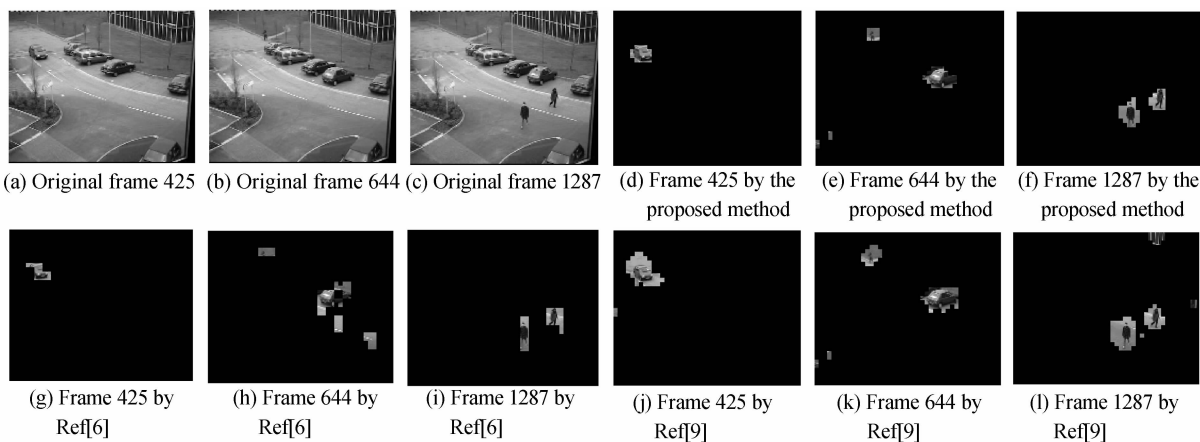 (a) Original frame 425
(b) Original frame 644
(c) Original frame 1287
(d) Frame 425 by the
proposed method
(e) Frame 644 by the
proposed method
(f) Frame 1287 by the
proposed method
(g) Frame 425 by
Ref[6]
(h) Frame 644 by
Ref[6]
(i) Frame 1287 by
Ref[6]
(j) Frame 425 by
Ref[9]
(k) Frame 644 by
Ref[9]
(l) Frame 1287 by
Ref[9]